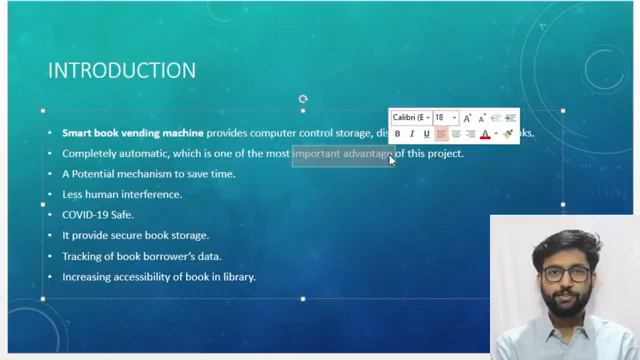 INTRODUCTION
Calibri (E 18 A A
Smart book vending machine provides computer control storage, dis ks.
B I U A
Completely automatic, which is one of the most important advantage of this project.
A Potential mechanism to save time.
Less human interference.
COVID-19 Safe.
It provide secure book storage.
Tracking of book borrower's data.
Increasing accessibility of book in library.